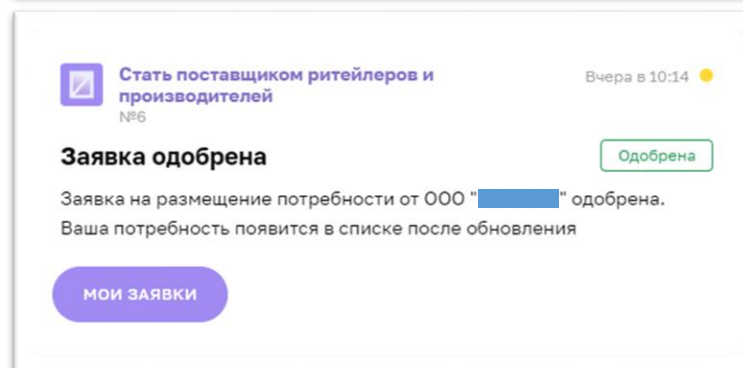 Стать поставщиком ритейлеров и
производителей
Вчера в 10:14
№6
Заявка одобрена
Одобрена
Заявка на размещение потребности от ООО " " одобрена.
Ваша потребность появится в списке после обновления
МОИ ЗАЯВКИ